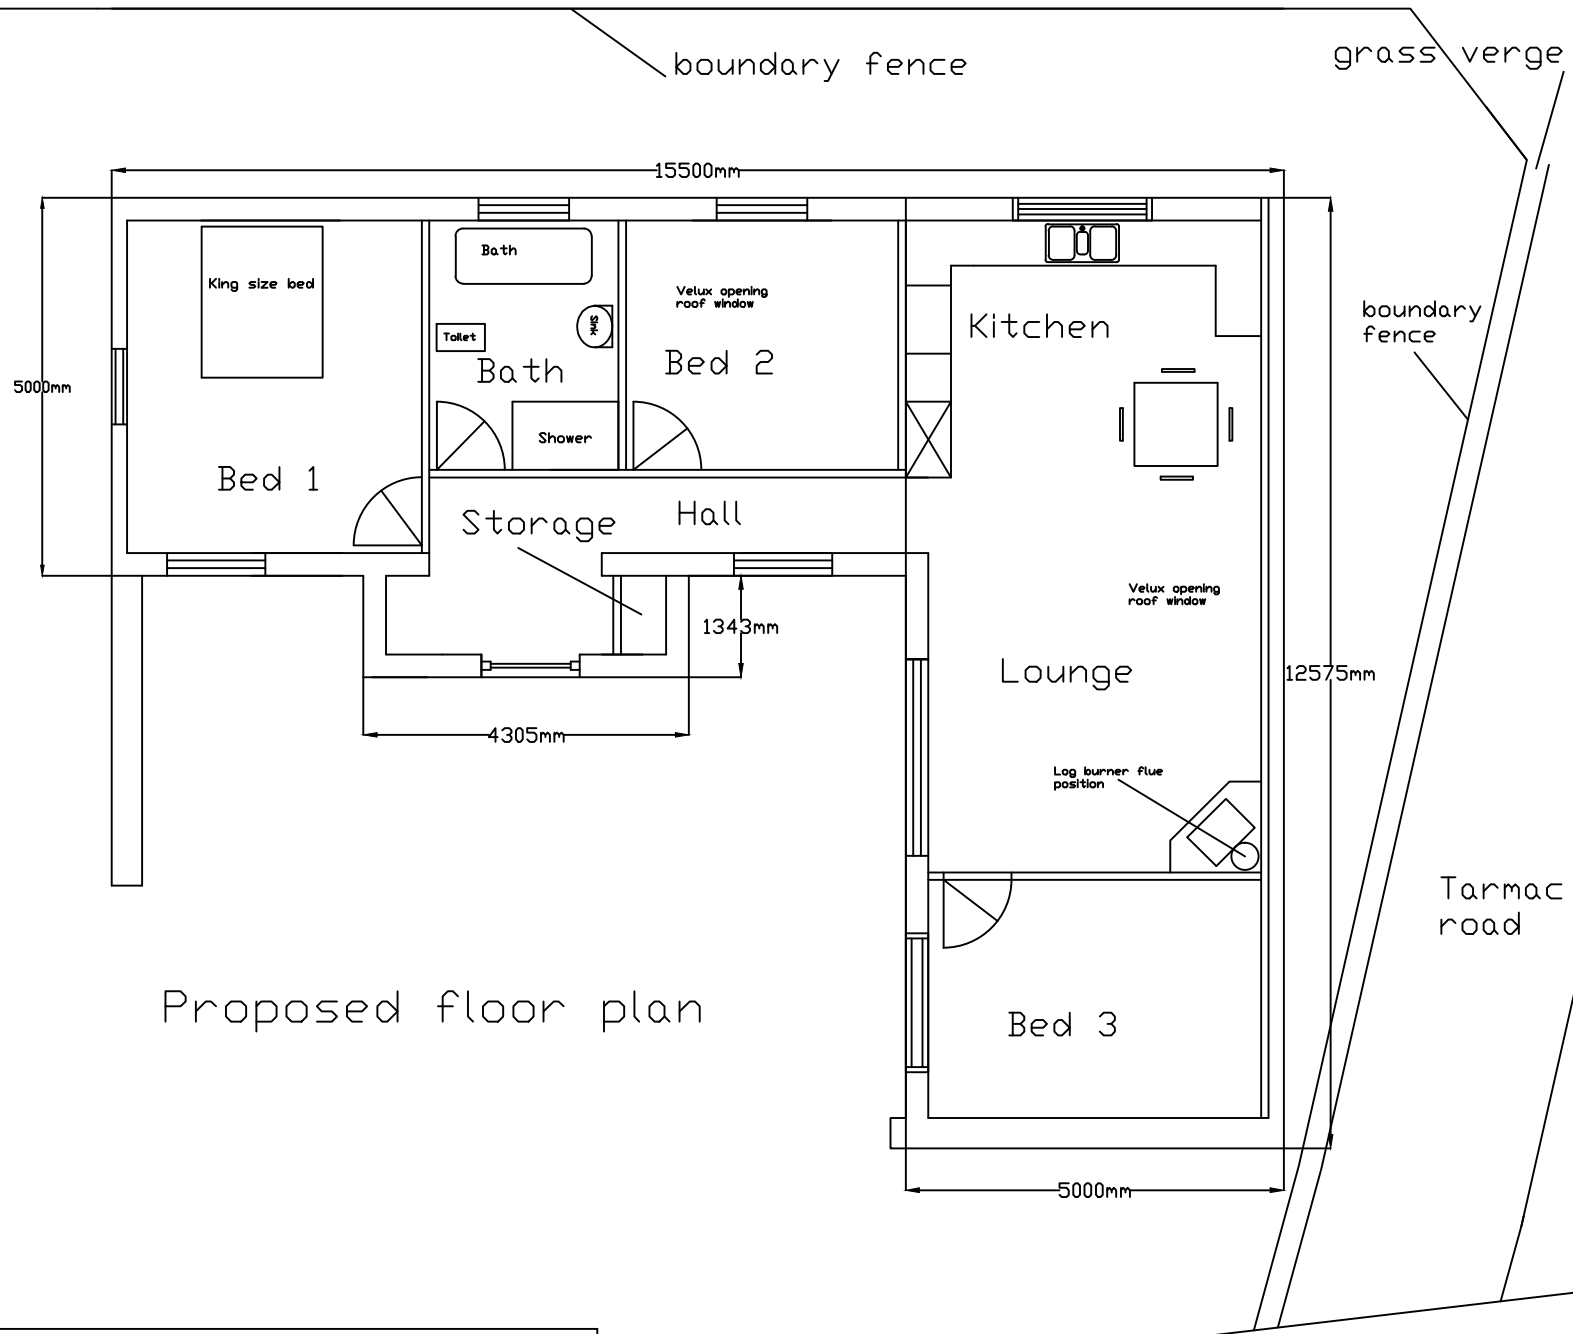 boundary fence
grass verge
15500mm
Bath
King size bed
Velux opening
roof window
Sink
Toilet
Kitchen
boundary
fence
Bath
Bed 2
5000mm
Shower
Bed 1
Storage
Hall
Velux opening
roof window
1343mm
Lounge
12575mm
4305mm
Log burner flue
position
Tarmac
road
Proposed floor plan
Bed 3
5000mm